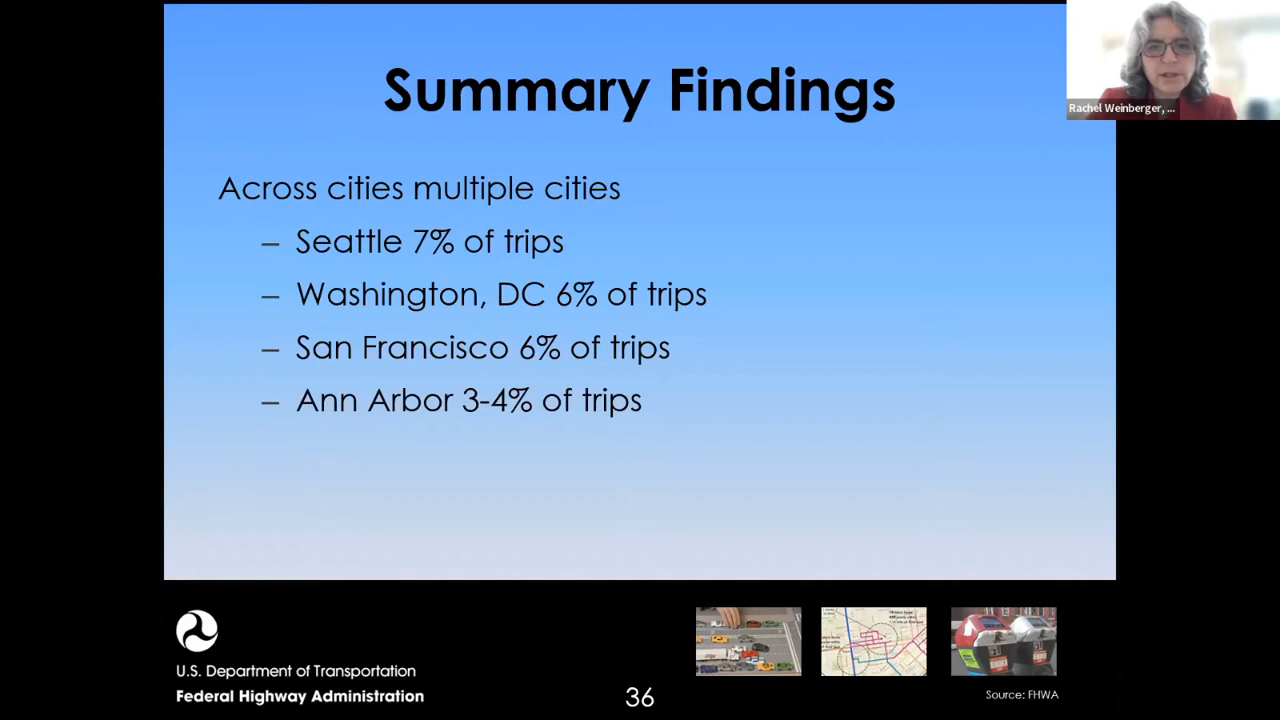 Summary Findings
Rachel Weinberger, ...
Across cities multiple cities
– Seattle 7% of trips
– Washington, DC 6% of trips
– San Francisco 6% of trips
– Ann Arbor 3-4% of trips
U.S. Department of Transportation
Federal Highway Administration
36
Source: FHWA